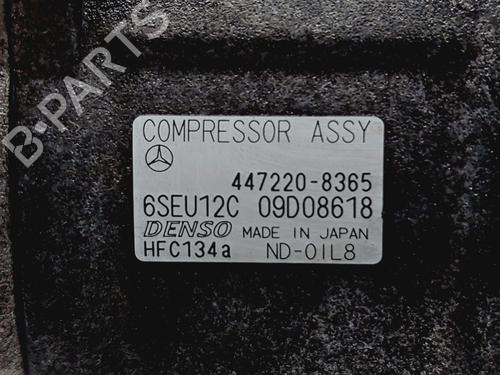 B-PARTS
COMPRESSOR ASSY
447220-8365
6SEU12C 09D08618
DENSO MADE IN JAPAN
HFC134a ND-OIL8